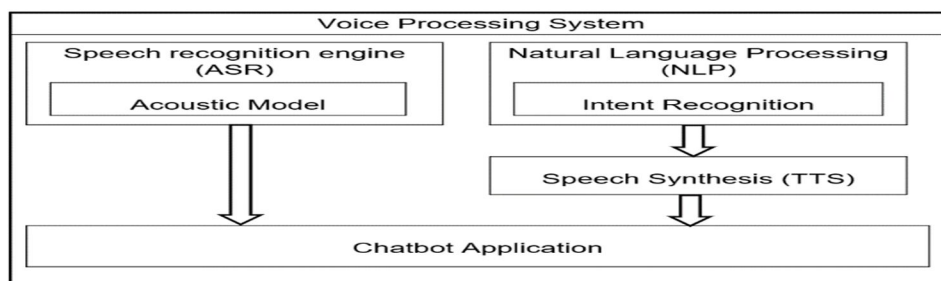 Voice Processing System
Speech recognition engine
(ASR)
Acoustic Model
Natural Language Processing
(NLP)
Intent Recognition
Speech Synthesis (TTS)
Chatbot Application